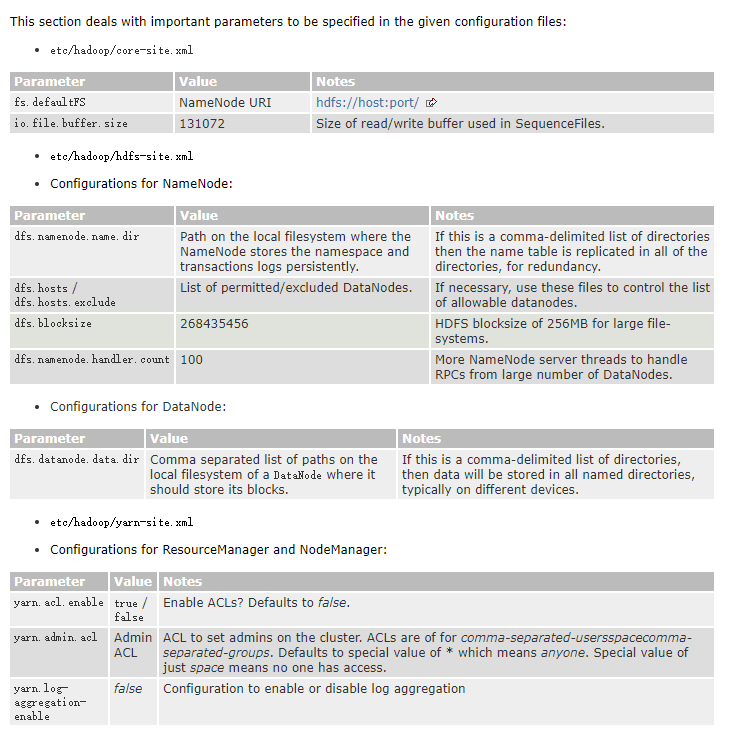 This section deals with important parameters to be specified in the given configuration files:
• etc/hadoop/core-site.xml
Parameter Value Notes
fs.defaultFS NameNode URI hdfs://host:port/
io.file.buffer.size 131072 Size of read/write buffer used in SequenceFiles.
• etc/hadoop/hdfs-site.xml
• Configurations for NameNode:
Parameter Value Notes
dfs.namenode.name.dir Path on the local filesystem where the If this is a comma-delimited list of directories
NameNode stores the namespace and then the name table is replicated in all of the
transactions logs persistently. directories, for redundancy.
dfs.hosts / List of permitted/excluded DataNodes. If necessary, use these files to control the list
dfs.hosts.exclude of allowable datanodes.
dfs.blocksize 268435456 HDFS blocksize of 256MB for large file-
systems.
dfs.namenode.handler.count 100 More NameNode server threads to handle
RPCs from large number of DataNodes.
• Configurations for DataNode:
Parameter Value Notes
dfs.datanode.data.dir Comma separated list of paths on the If this is a comma-delimited list of directories,
local filesystem of a DataNode where it then data will be stored in all named directories,
should store its blocks. typically on different devices.
• etc/hadoop/yarn-site.xml
• Configurations for ResourceManager and NodeManager:
Parameter Value Notes
yarn.acl.enable true / Enable ACLs? Defaults to false.
false
yarn.admin.acl Admin ACL to set admins on the cluster. ACLs are of for comma-separated-usersspacecomma-
ACL separated-groups. Defaults to special value of * which means anyone. Special value of
just space means no one has access.
yarn.log- false Configuration to enable or disable log aggregation
aggregation-
enable